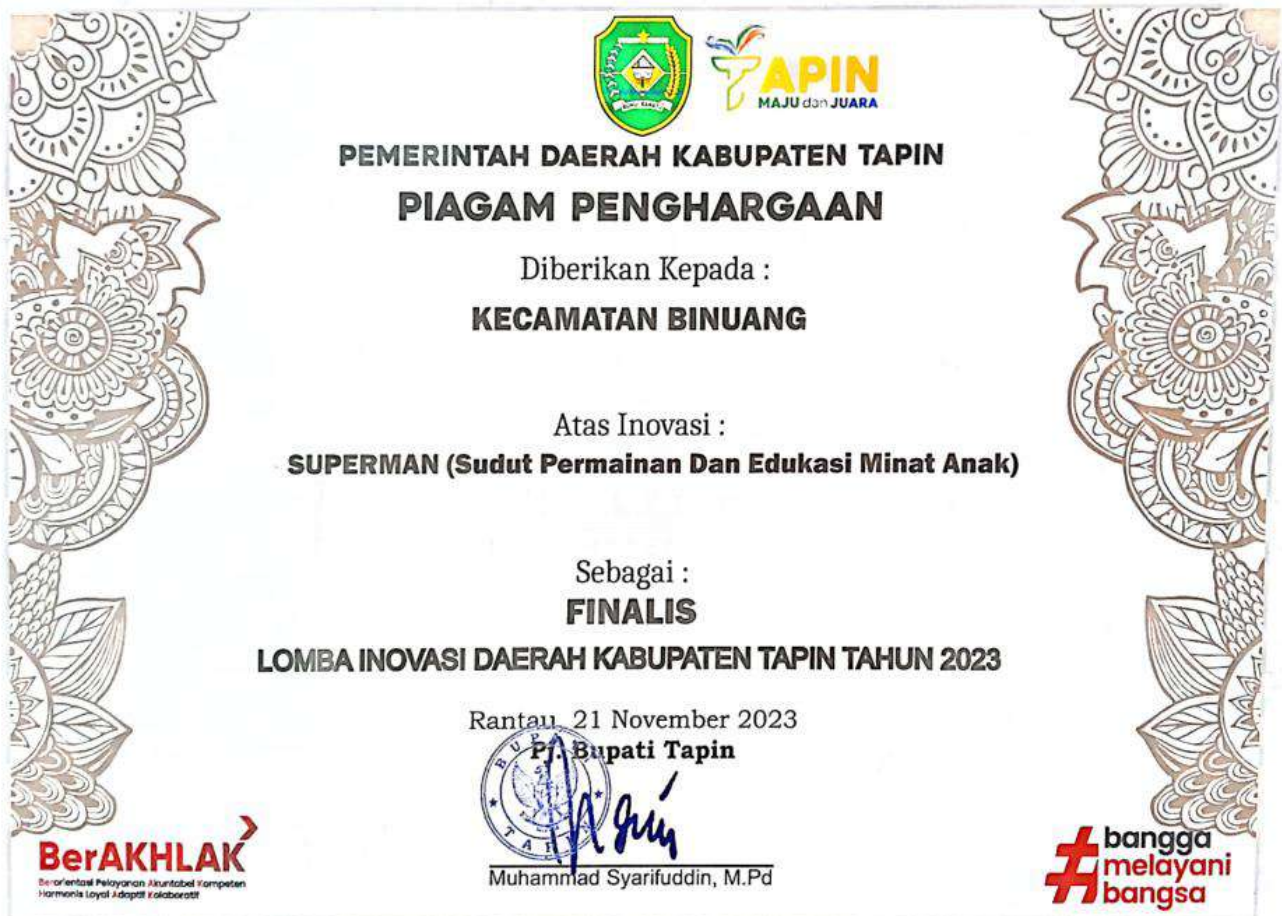 TAPIN
MAJU dan JUARA
PEMERINTAH DAERAH KABUPATEN TAPIN
PIAGAM PENGHARGAAN
Diberikan Kepada :
KECAMATAN BINUANG
Atas Inovasi :
SUPERMAN (Sudut Permainan Dan Edukasi Minat Anak)
Sebagai :
FINALIS
LOMBA INOVASI DAERAH KABUPATEN TAPIN TAHUN 2023
Rantau, 21 November 2023
Pj. Bupati Tapin
BUPATI
TAPIN
Muhammad Syarifuddin, M.Pd
BerAKHLAK
Berorientasi Pelayanan Akuntabel Kompeten
Harmonis Loyal Adaptif Kolaboratif
#bangga
melayani
bangsa